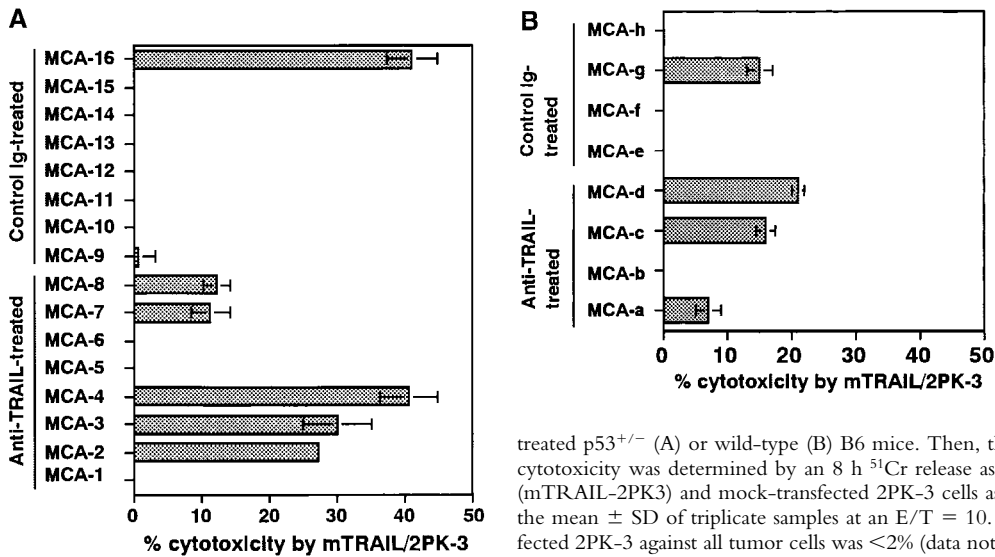 A
Control Ig-treated
Anti-TRAIL-treated
MCA-16
MCA-15
MCA-14
MCA-13
MCA-12
MCA-11
MCA-10
MCA-9
MCA-8
MCA-7
MCA-6
MCA-5
MCA-4
MCA-3
MCA-2
MCA-1
0 10 20 30 40 50
% cytotoxicity by mTRAIL/2PK-3
B
Control Ig-
treated
Anti-TRAIL-
treated
MCA-h
MCA-g
MCA-f
MCA-e
MCA-d
MCA-c
MCA-b
MCA-a
0 10 20 30 40 50
% cytotoxicity by mTRAIL/2PK-3
treated p53+/− (A) or wild-type (B) B6 mice. Then, t
cytotoxicity was determined by an 8 h 51Cr release as
(mTRAIL-2PK3) and mock-transfected 2PK-3 cells as
the mean ± SD of triplicate samples at an E/T = 10.
fected 2PK-3 against all tumor cells was <2% (data not